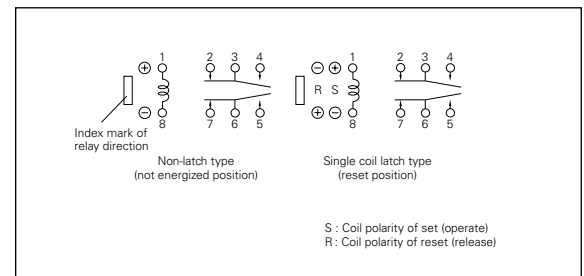 1 2 3 4 1 2 3 4
⊕ ⊖ ⊕
R S
⊖ ⊕ ⊖
8 7 6 5 8 7 6 5
Index mark of
relay direction
Non-latch type
(not energized position)
Single coil latch type
(reset position)
S : Coil polarity of set (operate)
R : Coil polarity of reset (release)